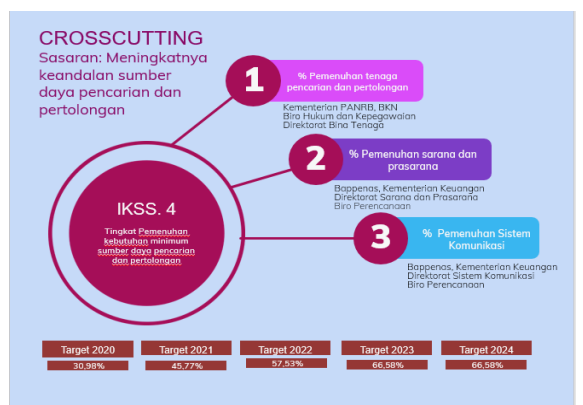 CROSSCUTTING
Sasaran: Meningkatnya
keandalan sumber
daya pencarian dan
pertolongan
1
% Pemenuhan tenaga
pencarian dan pertolongan
Kementerian PANRB, BKN
Biro Hukum dan Kepegawaian
Direktorat Bina Tenaga
2
% Pemenuhan sarana dan
prasarana
Bappenas, Kementerian Keuangan
Direktorat Sarana dan Prasarana
Biro Perencanaan
3
% Pemenuhan Sistem
Komunikasi
Bappenas, Kementerian Keuangan
Direktorat Sistem Komunikasi
Biro Perencanaan
IKSS. 4
Tingkat Pemenuhan
kebutuhan minimum
sumber daya pencarian
dan pertolongan
Target 2020
30,98%
Target 2021
45,77%
Target 2022
57,53%
Target 2023
66,58%
Target 2024
66,58%